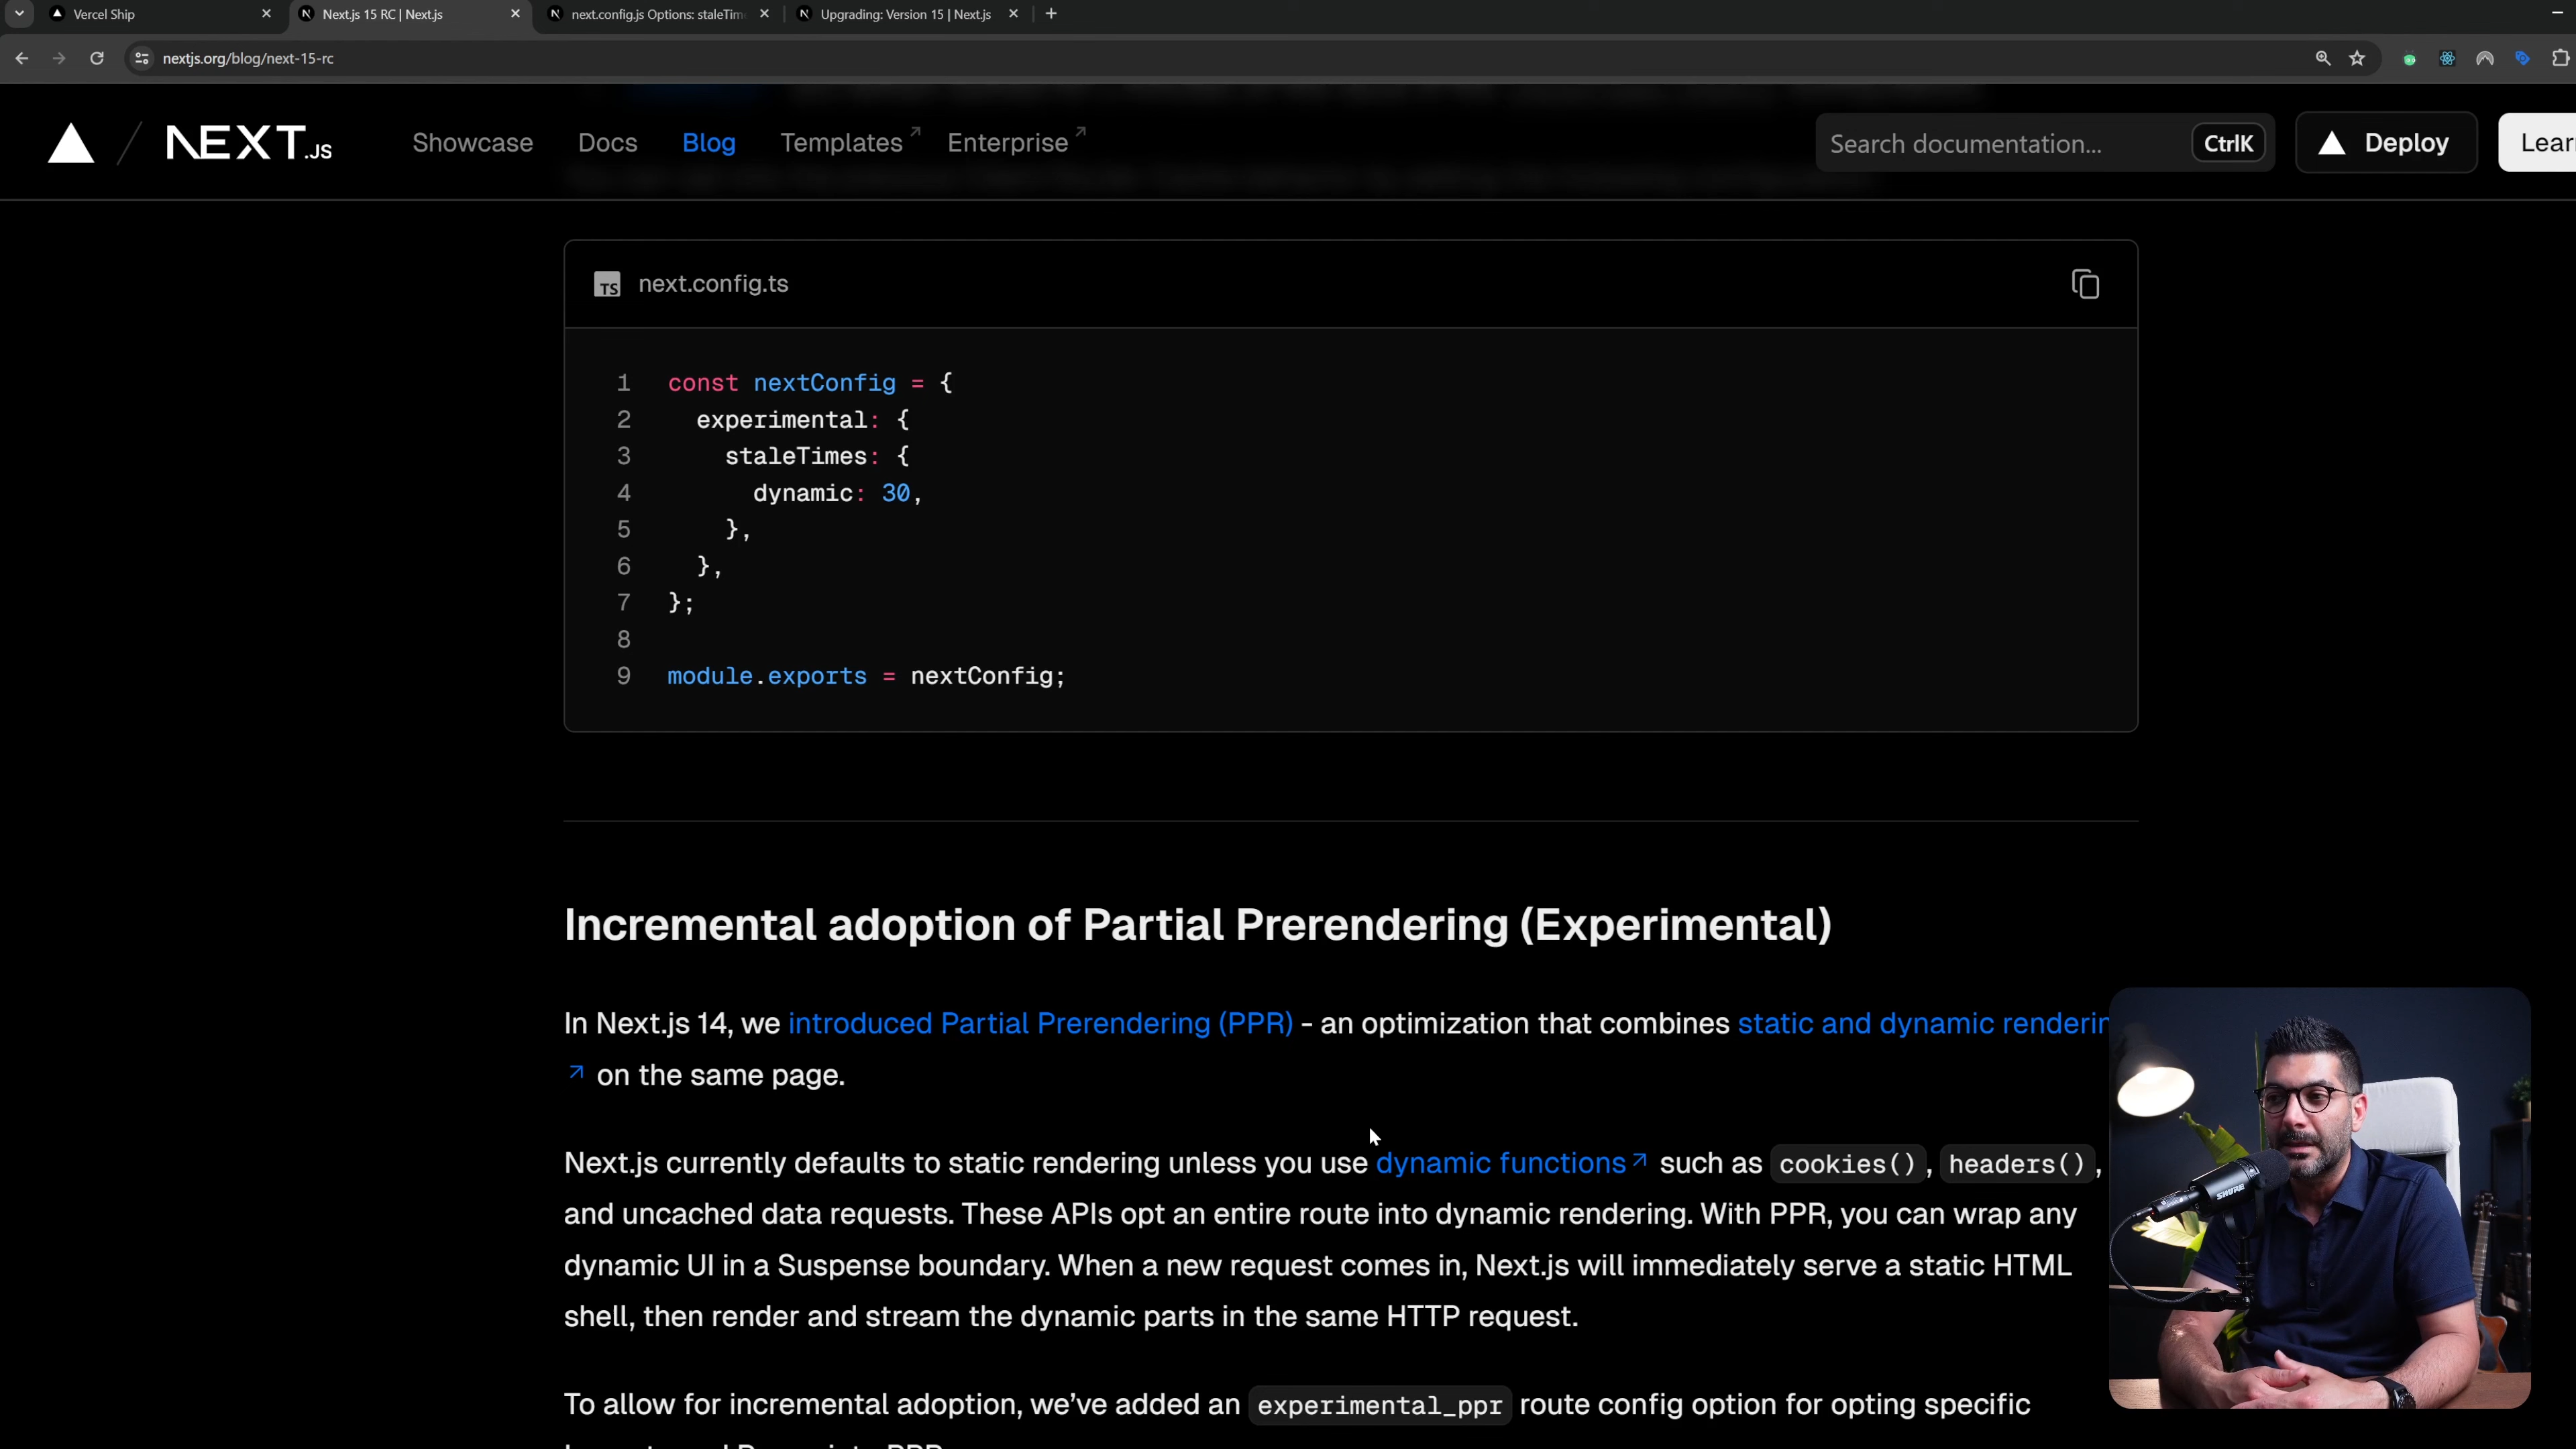 Vercel Ship
Next.js 15 RC | Next.js
next.config.js Options: staleTim
Upgrading: Version 15 | Next.js
nextjs.org/blog/next-15-rc
NEXT.JS
Showcase
Docs
Blog
Templates
Enterprise
Search documentation...
CtrlK
Deploy
Lear
TS next.config.ts
1 const nextConfig = {
2 experimental: {
3 staleTimes: {
4 dynamic: 30,
5 },
6 },
7 };
8
9 module.exports = nextConfig;
Incremental adoption of Partial Prerendering (Experimental)
In Next.js 14, we introduced Partial Prerendering (PPR) - an optimization that combines static and dynamic renderin
on the same page.
Next.js currently defaults to static rendering unless you use dynamic functions such as cookies(), headers(),
and uncached data requests. These APIs opt an entire route into dynamic rendering. With PPR, you can wrap any
dynamic UI in a Suspense boundary. When a new request comes in, Next.js will immediately serve a static HTML
shell, then render and stream the dynamic parts in the same HTTP request.
To allow for incremental adoption, we've added an experimental_ppr route config option for opting specific
SHURE